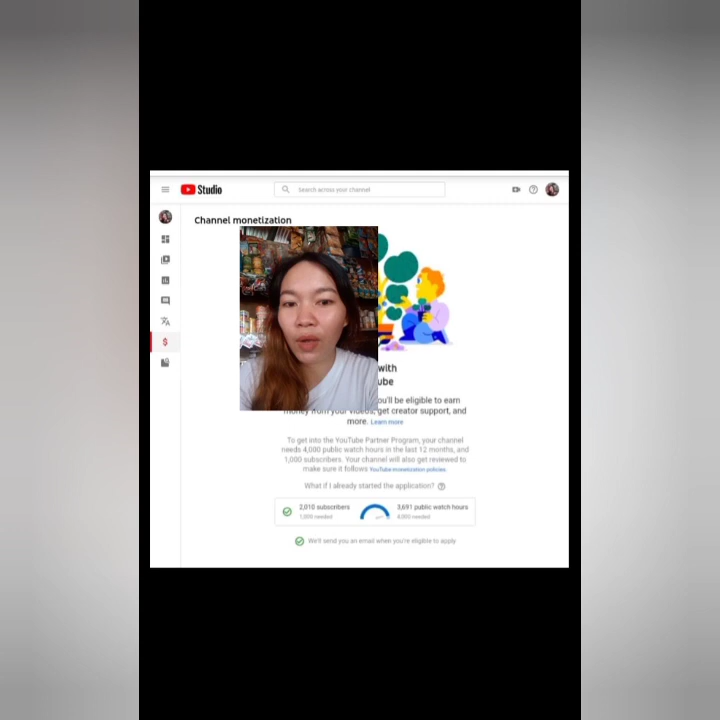 Studio
Search across your channel
Channel monetization
with
ube
ou'll be eligible to earn
money from your videos, get creator support, and
more. Learn more
To get into the YouTube Partner Program, your channel
needs 4,000 public watch hours in the last 12 months, and
1,000 subscribers. Your channel will also get reviewed to
make sure it follows YouTube monetization policies.
What if I already started the application?
2,010 subscribers
1,000 needed
3,691 public watch hours
4,000 needed
We'll send you an email when you're eligible to apply